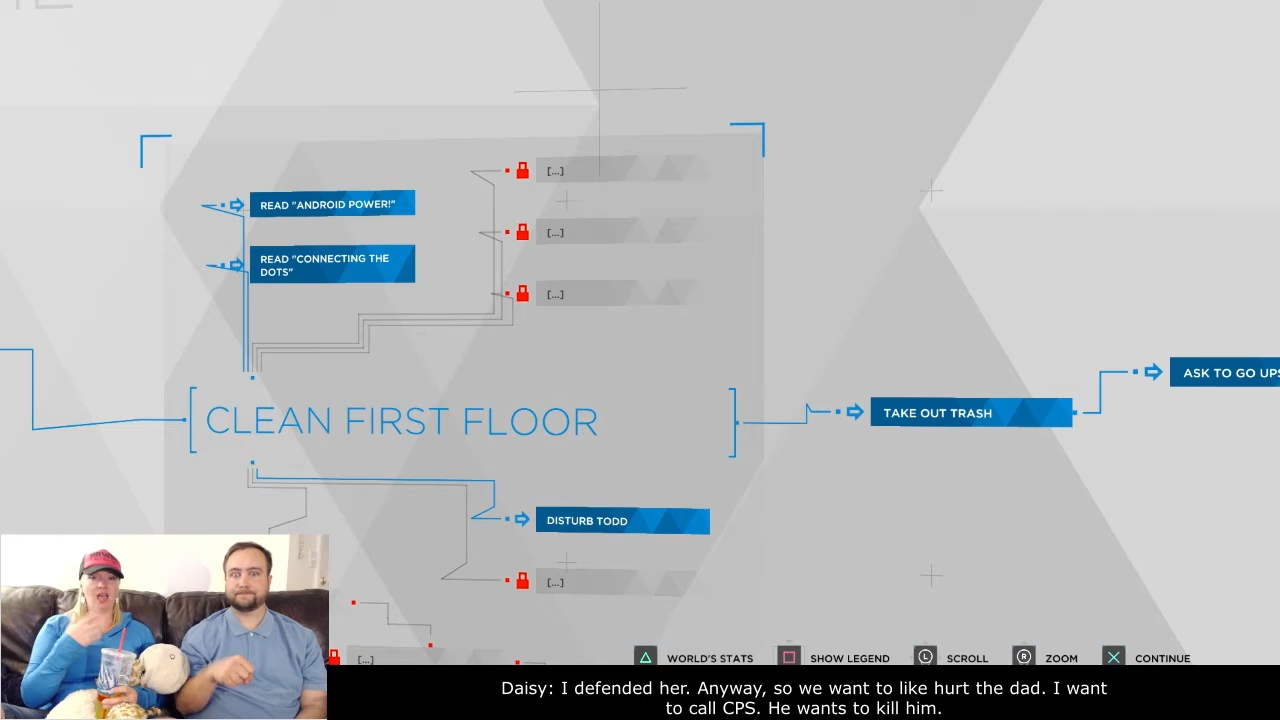 [...]
READ "ANDROID POWER!"
[...]
READ "CONNECTING THE
DOTS"
[...]
ASK TO GO UPS
CLEAN FIRST FLOOR
TAKE OUT TRASH
DISTURB TODD
[...]
[...]
WORLD'S STATS
SHOW LEGEND
L
SCROLL
R
ZOOM
CONTINUE
Daisy: I defended her. Anyway, so we want to like hurt the dad. I want
to call CPS. He wants to kill him.